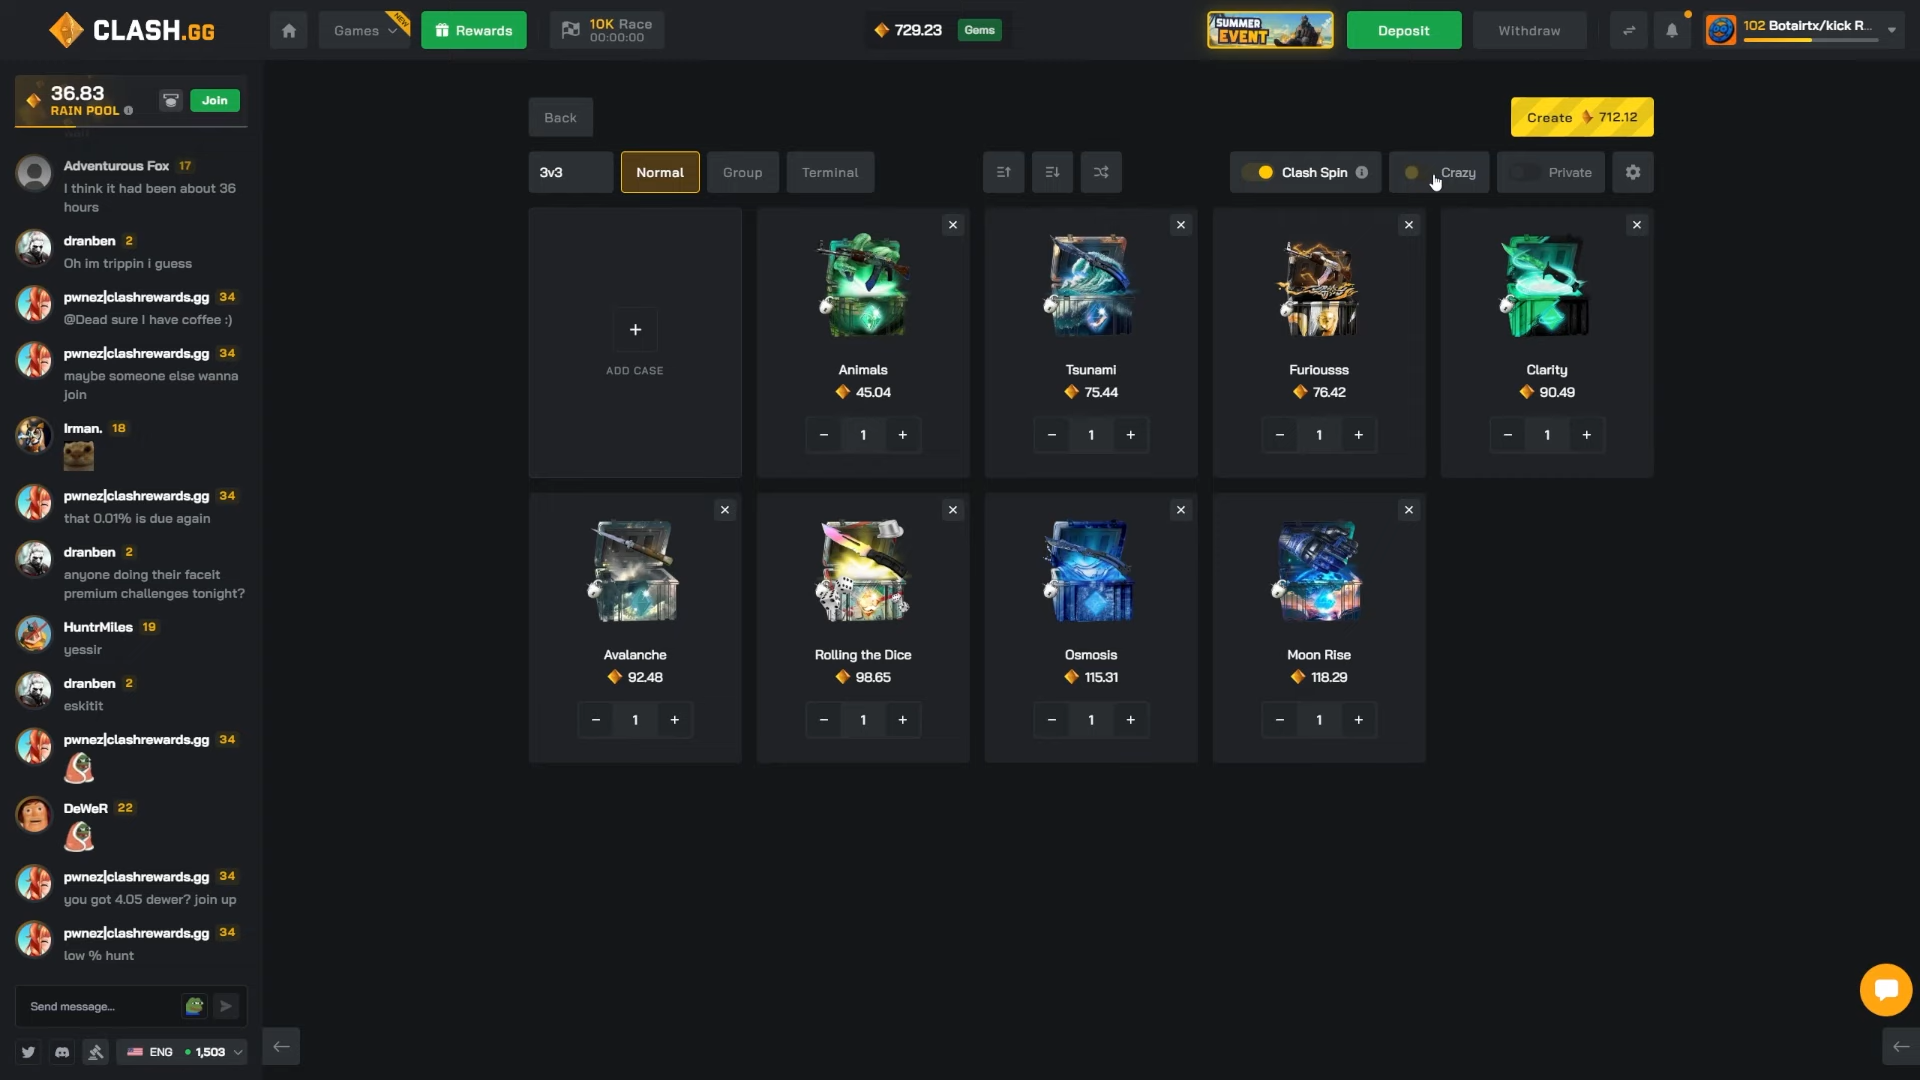 CLASH.GG
Games
NEW
Rewards
10K Race
00:00:00
729.23
Gems
SUMMER
EVENT
Deposit
Withdraw
102 Botairtx/kick R...
36.83
RAIN POOL
Join
Adventurous Fox 17
I think it had been about 36
hours
dranben 2
Oh im trippin i guess
pwnez|clashrewards.gg 34
@Dead sure I have coffee :)
pwnez|clashrewards.gg 34
maybe someone else wanna
join
Irman. 18
pwnez|clashrewards.gg 34
that 0.01% is due again
dranben 2
anyone doing their faceit
premium challenges tonight?
HuntrMiles 19
yessir
dranben 2
eskitit
pwnez|clashrewards.gg 34
DeWeR 22
pwnez|clashrewards.gg 34
you got 4.05 dewer? join up
pwnez|clashrewards.gg 34
low % hunt
Send message...
ENG 1,503
Back
Create 712.12
3v3
Normal
Group
Terminal
Clash Spin
Crazy
Private
+
ADD CASE
Animals
45.04
− 1 +
Tsunami
75.44
− 1 +
Furiousss
76.42
− 1 +
Clarity
90.49
− 1 +
Avalanche
92.48
− 1 +
Rolling the Dice
98.65
− 1 +
Osmosis
115.31
− 1 +
Moon Rise
118.29
− 1 +